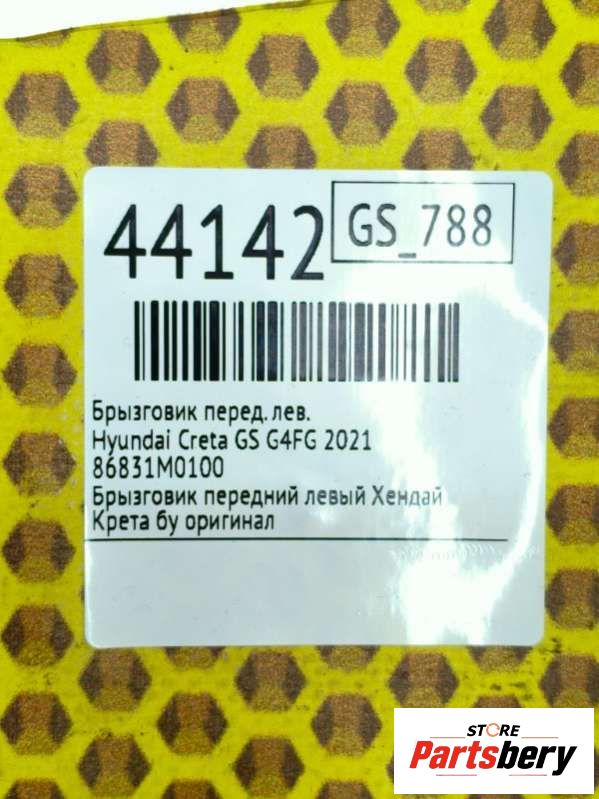 44142
GS_788
Брызговик перед. лев.
Hyundai Creta GS G4FG 2021
86831M0100
Брызговик передний левый Хендай
Крета бу оригинал
STORE
Partsbery